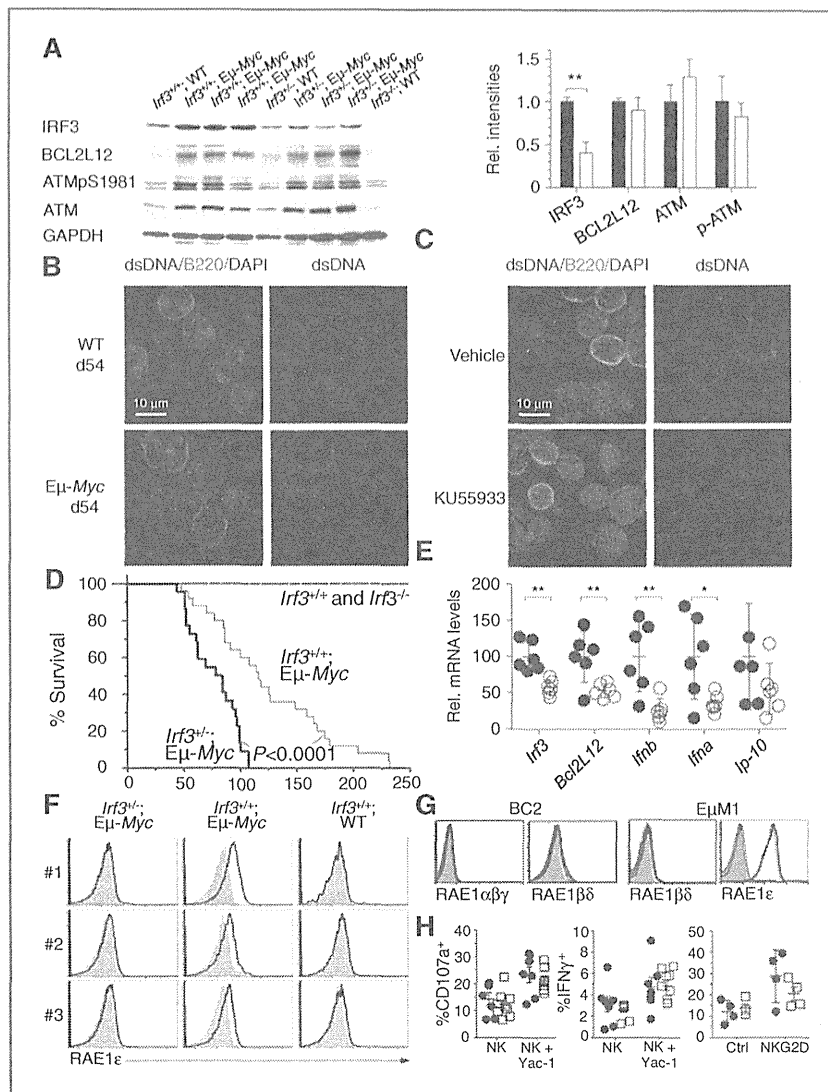 A
Irf3+/+; WT
Irf3+/+; Eμ-Myc
Irf3+/+; Eμ-Myc
Irf3+/+; Eμ-Myc
Irf3+/-; WT
Irf3+/-; Eμ-Myc
Irf3+/-; Eμ-Myc
Irf3+/-; Eμ-Myc
IRF3
BCL2L12
ATMpS1981
ATM
GAPDH
Rel. intensities
1.5
1.0
0.5
0
**
IRF3
BCL2L12
ATM
p-ATM
B
dsDNA/B220/DAPI
dsDNA
WT
d54
10 μm
Eμ-Myc
d54
C
dsDNA/B220/DAPI
dsDNA
Vehicle
10 μm
KU55933
D
% Survival
100
80
60
40
20
0
0
50
100
150
200
250
Irf3+/+ and Irf3-/-
Irf3+/+;
Eμ-Myc
Irf3+/-;
Eμ-Myc
P<0.0001
E
Rel. mRNA levels
200
150
100
50
0
**
**
**
*
Irf3
Bcl2L12
Ifnb
Ifna
Ip-10
F
Irf3+/-;
Eμ-Myc
Irf3+/+;
Eμ-Myc
Irf3+/+;
WT
#1
#2
#3
RAE1ε
G
BC2
EμM1
RAE1αβγ
RAE1βδ
RAE1βδ
RAE1ε
H
%CD107a+
40
30
20
10
0
NK
NK +
Yac-1
%IFNγ+
10
8
6
4
2
0
NK
NK +
Yac-1
50
40
30
20
10
0
Ctrl
NKG2D